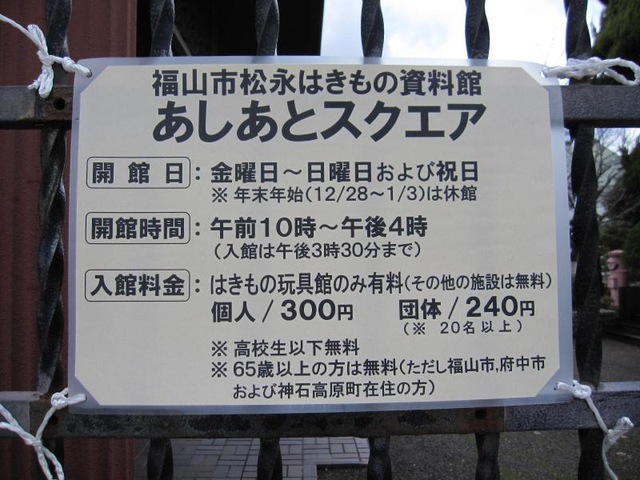 福山市松永はきもの資料館
あしあとスクエア
開館日：金曜日～日曜日および祝日
※年末年始(12/28～1/3)は休館
開館時間：午前10時～午後4時
(入館は午後3時30分まで)
入館料金：はきもの玩具館のみ有料(その他の施設は無料)
個人/300円 団体/240円
(※ 20名以上)
※高校生以下無料
※65歳以上の方は無料(ただし福山市,府中市
および神石高原町在住の方)